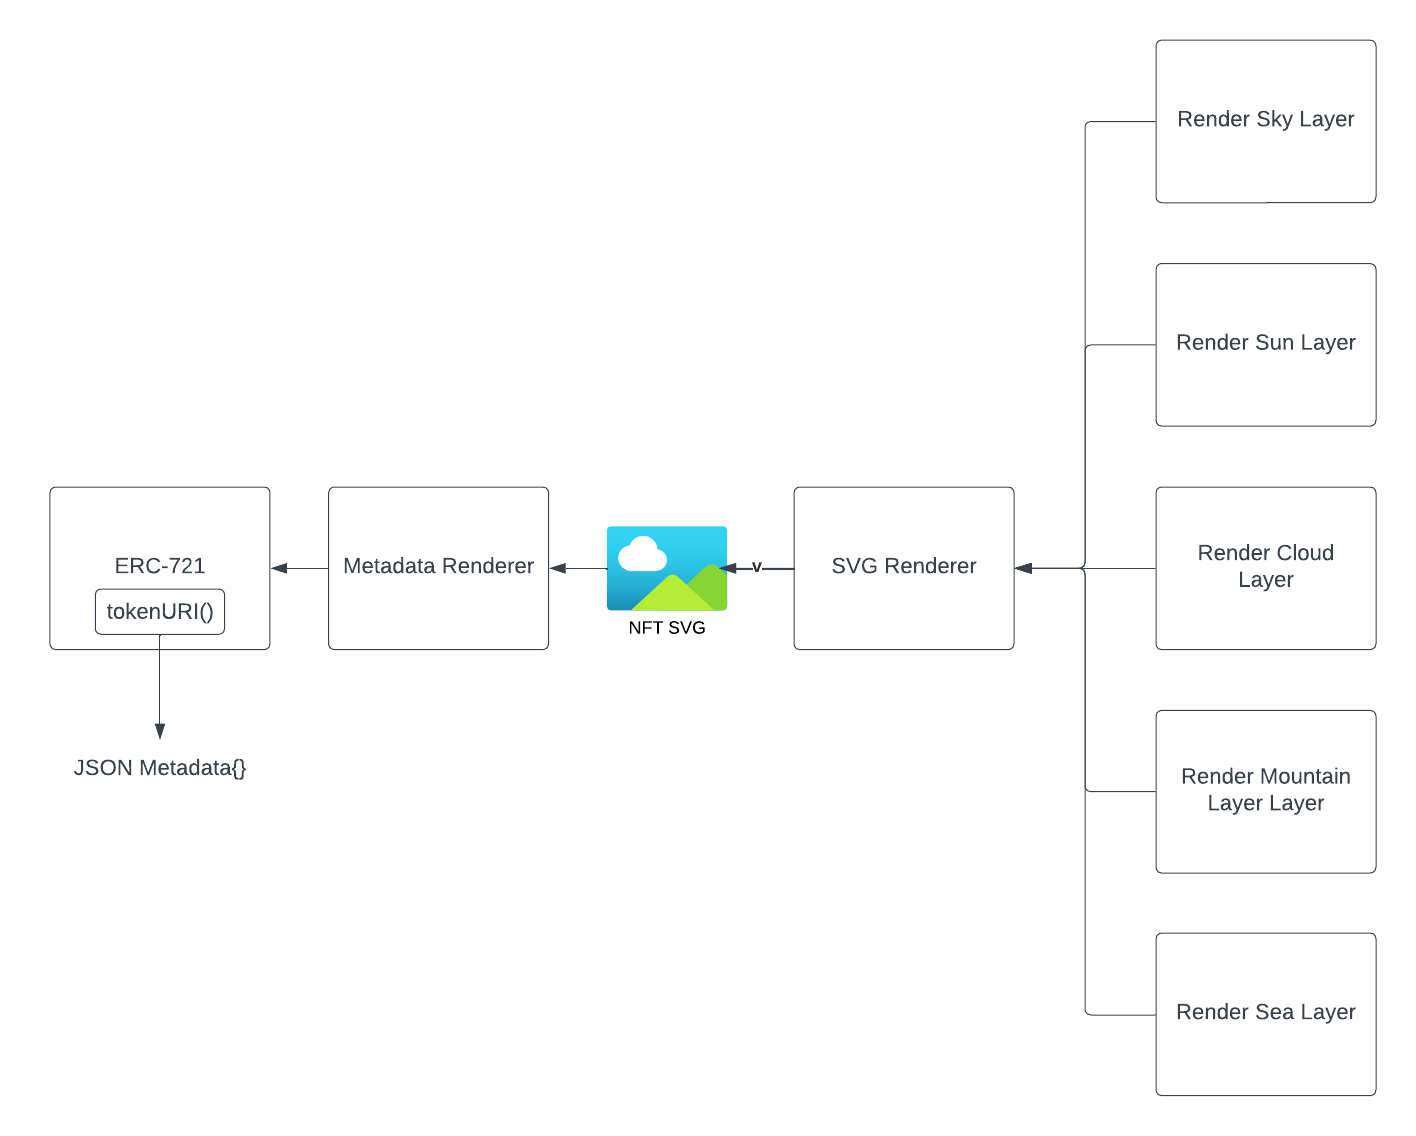 Render Sky Layer
Render Sun Layer
ERC-721
tokenURI()
Metadata Renderer
v
NFT SVG
SVG Renderer
Render Cloud
Layer
JSON Metadata{}
Render Mountain
Layer Layer
Render Sea Layer